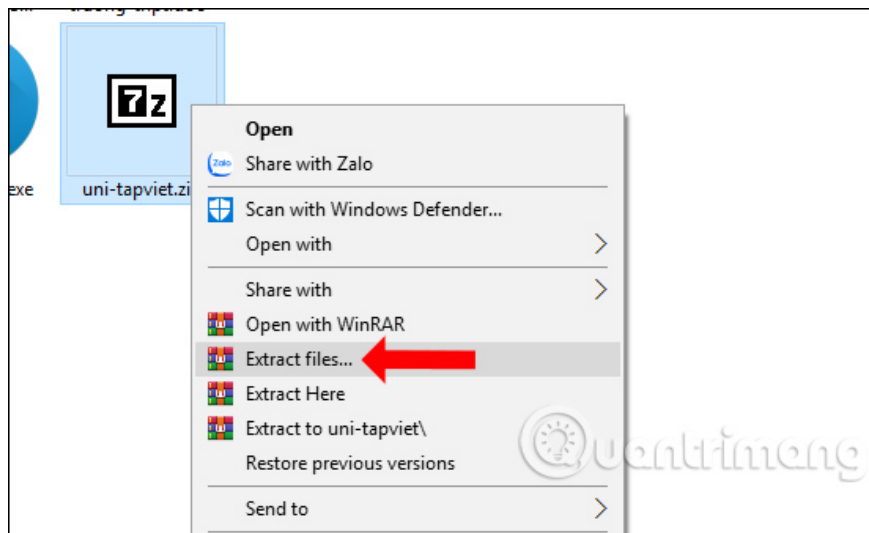 7z
exe
uni-tapviet.zi
Open
Zalo
Share with Zalo
Scan with Windows Defender...
Open with
Share with
Open with WinRAR
Extract files...
Extract Here
Extract to uni-tapviet\
Restore previous versions
Send to
Quantrimang